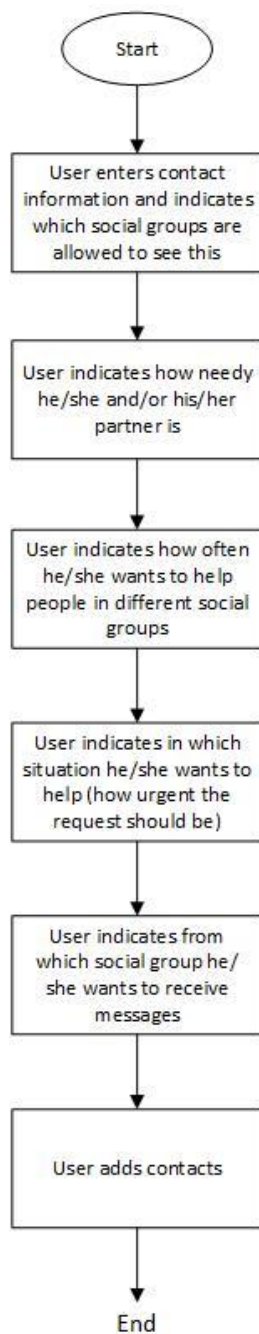 Start
User enters contact
information and indicates
which social groups are
allowed to see this
User indicates how needy
he/she and/or his/her
partner is
User indicates how often
he/she wants to help
people in different social
groups
User indicates in which
situation he/she wants to
help (how urgent the
request should be)
User indicates from
which social group he/
she wants to receive
messages
User adds contacts
End